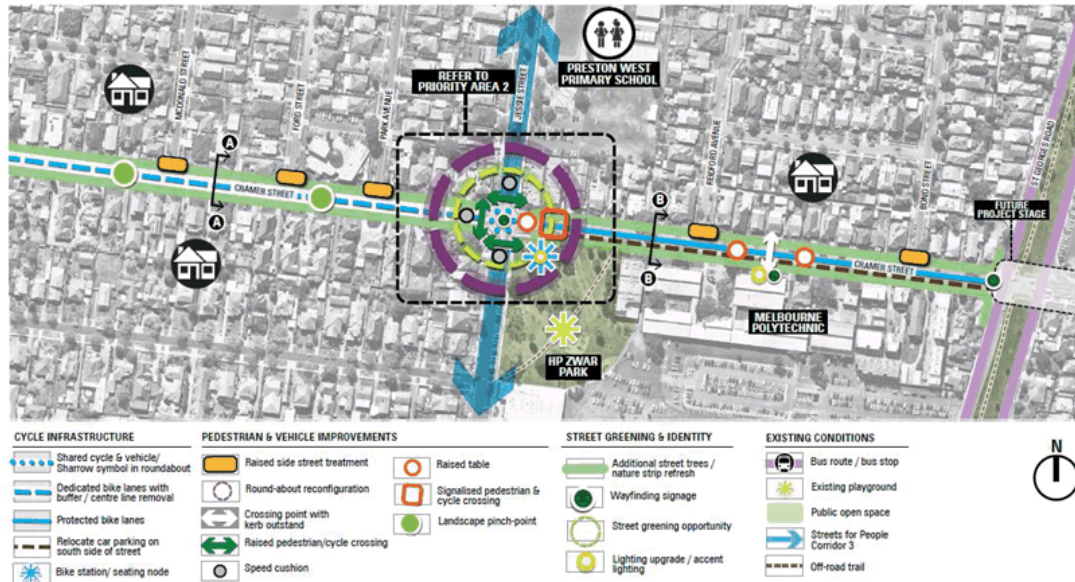 PRESTON WEST
PRIMARY SCHOOL
REFER TO
PRIORITY AREA 2
JESSIE STREET
MCDONALD STREET
FORD STREET
PARK AVENUE
REDFORD AVENUE
ST GEORGES ROAD
FUTURE
PROJECT STAGE
A
A
B
B
CRAMER STREET
CRAMER STREET
MELBOURNE
POLYTECHNIC
HP ZWAR
PARK
CYCLE INFRASTRUCTURE
Shared cycle & vehicle/
Sharrow symbol in roundabout
Dedicated bike lanes with
buffer / centre line removal
Protected bike lanes
Relocate car parking on
south side of street
Bike station/ seating node
PEDESTRIAN & VEHICLE IMPROVEMENTS
Raised side street treatment
Round-about reconfiguration
Crossing point with
kerb outstand
Raised pedestrian/cycle crossing
Speed cushion
Raised table
Signalised pedestrian &
cycle crossing
Landscape pinch-point
STREET GREENING & IDENTITY
Additional street trees /
nature strip refresh
Wayfinding signage
Street greening opportunity
Lighting upgrade / accent
lighting
EXISTING CONDITIONS
Bus route / bus stop
Existing playground
Public open space
Streets for People
Corridor 3
Off-road trail
N